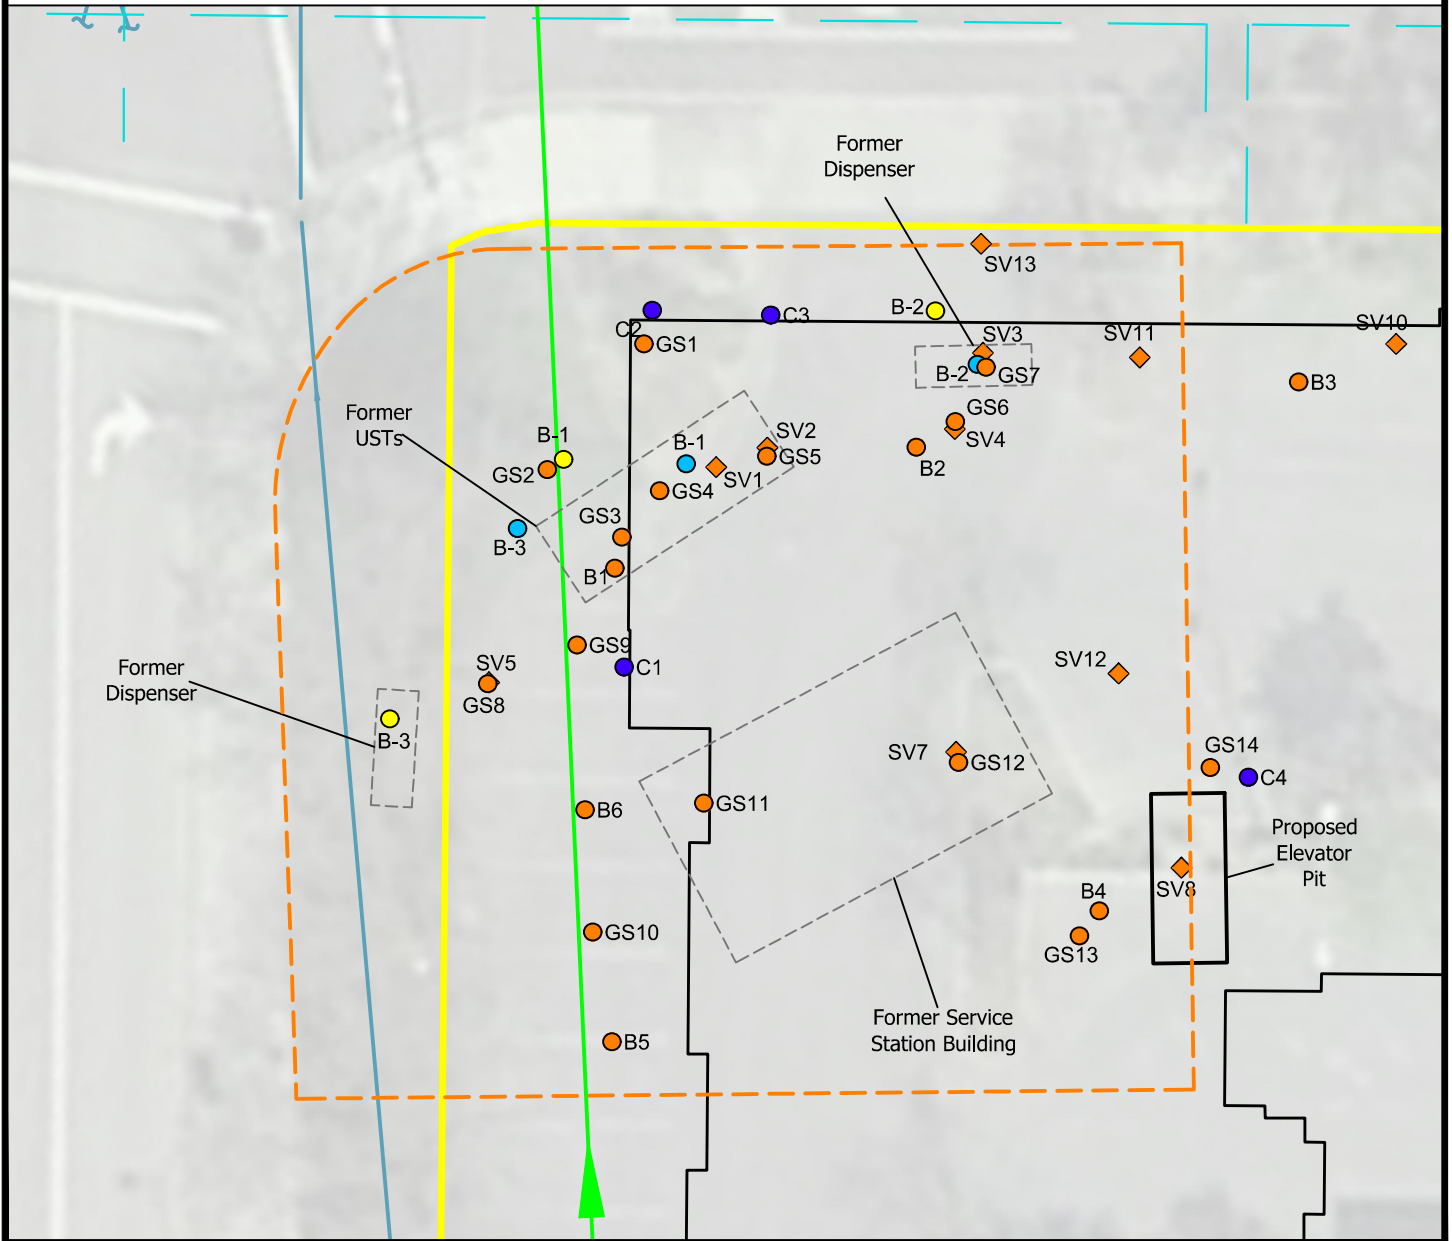 Former
Dispenser
SV13
B-2
C2
C3
GS1
SV3
SV11
SV10
B-2
GS7
B3
Former
USTs
GS6
SV4
B-1
GS2
B-1
SV2
GS5
SV1
B2
GS4
GS3
B-3
B1
GS9
C1
SV5
GS8
SV12
Former
Dispenser
B-3
SV7
GS12
GS14
C4
B6
GS11
Proposed
Elevator
Pit
SV8
B4
GS13
GS10
Former Service
Station Building
B5